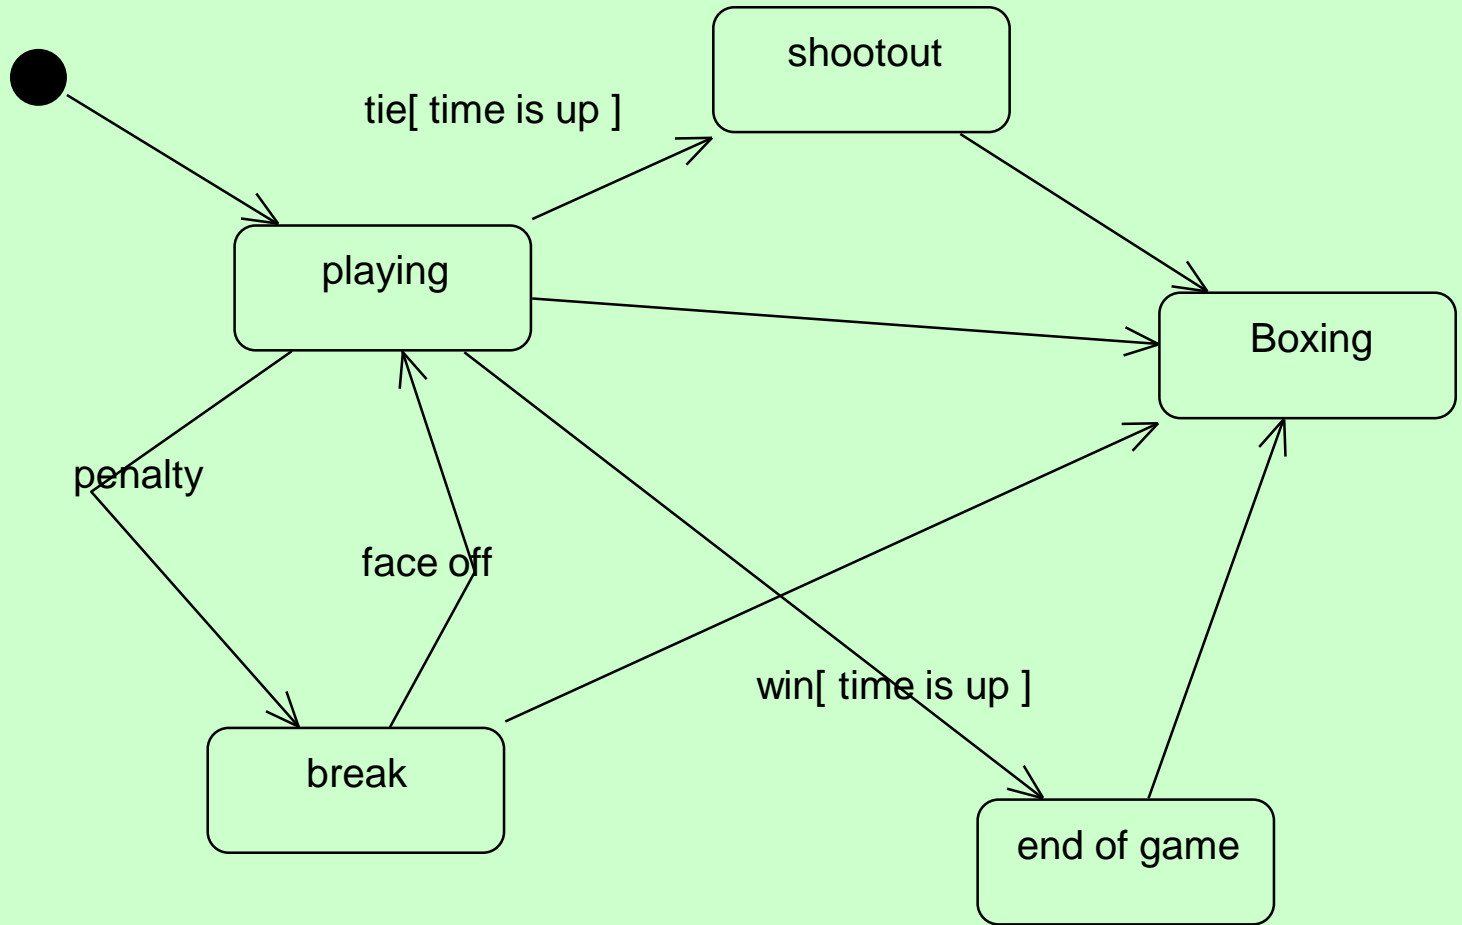 shootout
tie[ time is up ]
playing
Boxing
penalty
face off
win[ time is up ]
break
end of game